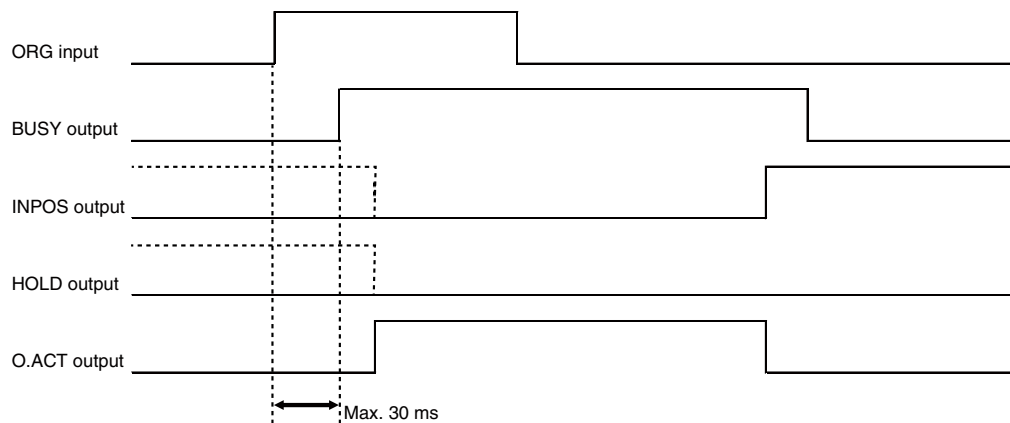 ORG input
BUSY output
INPOS output
HOLD output
O.ACT output
Max. 30 ms